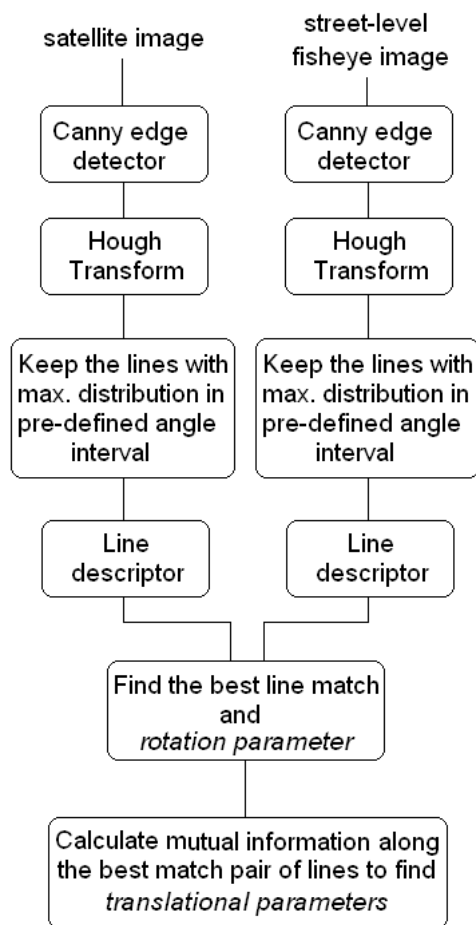 satellite image
street-level
fisheye image
Canny edge
detector
Canny edge
detector
Hough
Transform
Hough
Transform
Keep the lines with
max. distribution in
pre-defined angle
interval
Keep the lines with
max. distribution in
pre-defined angle
interval
Line
descriptor
Line
descriptor
Find the best line match
and
rotation parameter
Calculate mutual information along
the best match pair of lines to find
translational parameters